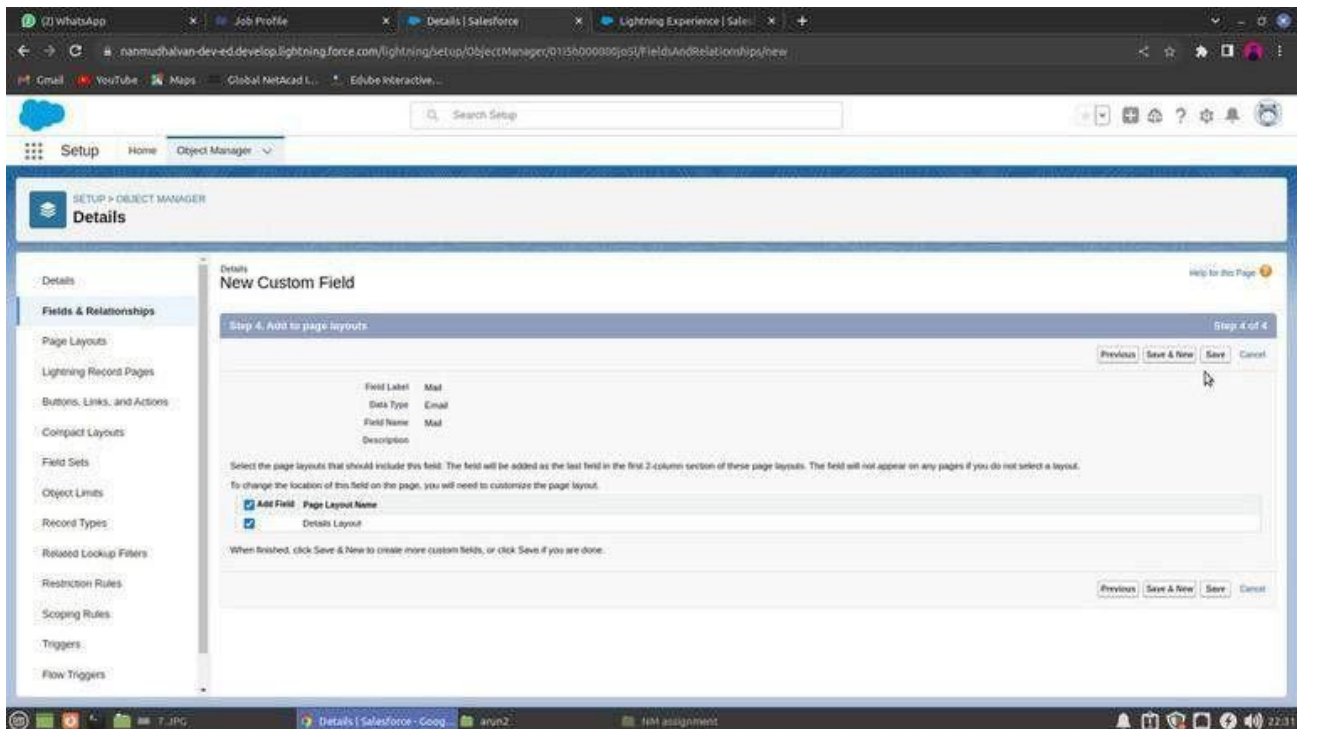 (2) WhatsApp
Job Profile
Details | Salesforce
Lightning Experience | Sales
nanmudhalvan-dev-ed.develop.lightning.force.com/lightning/setup/ObjectManager/
/FieldsAndRelationships/new
Gmail
YouTube
Maps
Global NetAcad L...
Edube Interactive...
Search Setup
Setup
Home
Object Manager
SETUP > OBJECT MANAGER
Details
Details
Fields & Relationships
Page Layouts
Lightning Record Pages
Buttons, Links, and Actions
Compact Layouts
Field Sets
Object Limits
Record Types
Related Lookup Filters
Restriction Rules
Scoping Rules
Triggers
Flow Triggers
Details
New Custom Field
Help for this Page
Step 4. Add to page layouts
Step 4 of 4
Previous Save & New Save Cancel
Field Label Mail
Data Type Email
Field Name Mail
Description
Select the page layouts that should include this field. The field will be added as the last field in the first 2-column section of these page layouts. The field will not appear on any pages if you do not select a layout.
To change the location of this field on the page, you will need to customize the page layout.
Add Field Page Layout Name
Details Layout
When finished, click Save & New to create more custom fields, or click Save if you are done.
Previous Save & New Save Cancel
7.JPG
Details | Salesforce - Goog...
arun2
NM assignment
22:31